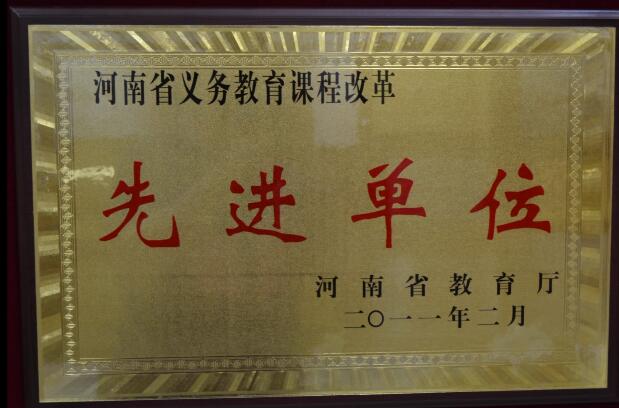 河南省义务教育课程改革
先进单位
河南省教育厅
二〇一一年二月